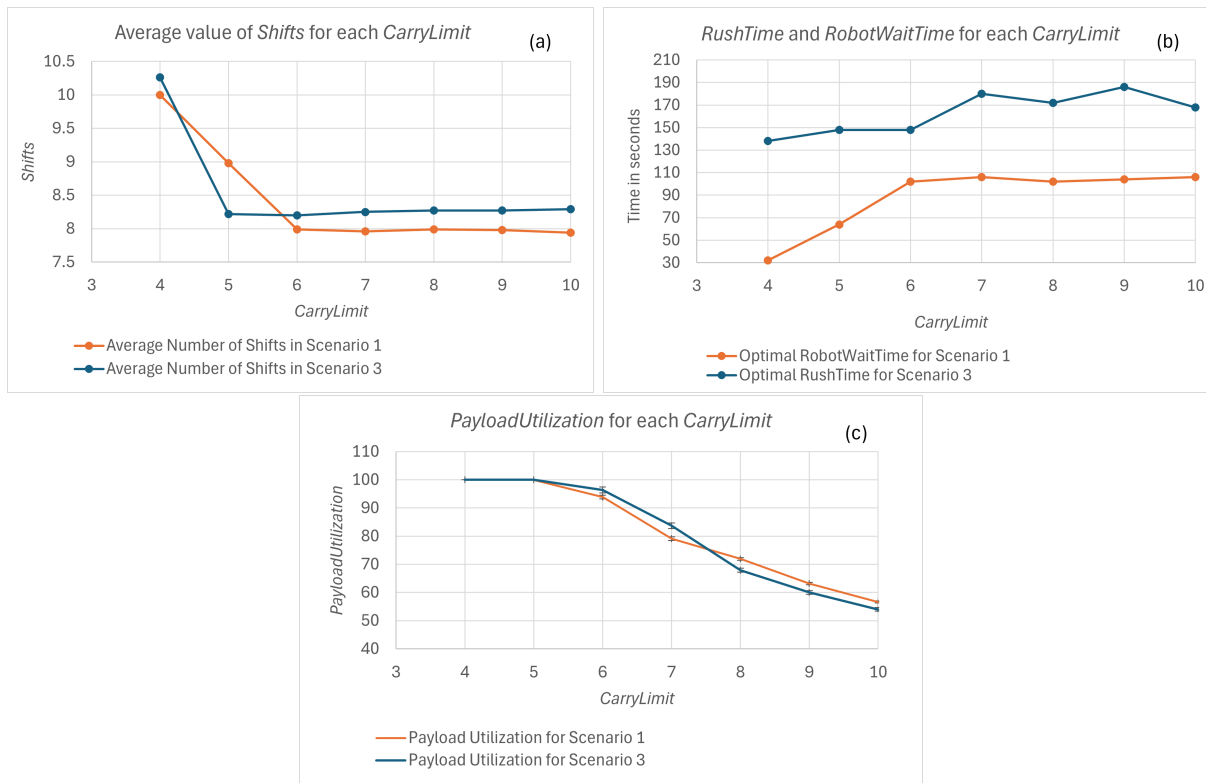 Average value of Shifts for each CarryLimit
(a)
10.5
10
9.5
9
8.5
8
7.5
Shifts
3 4 5 6 7 8 9 10
CarryLimit
Average Number of Shifts in Scenario 1
Average Number of Shifts in Scenario 3
RushTime and RobotWaitTime for each CarryLimit
(b)
210
190
170
150
130
110
90
70
50
30
Time in seconds
3 4 5 6 7 8 9 10
CarryLimit
Optimal RobotWaitTime for Scenario 1
Optimal RushTime for Scenario 3
PayloadUtilization for each CarryLimit
(c)
110
100
90
80
70
60
50
40
PayloadUtilization
3 4 5 6 7 8 9 10
CarryLimit
Payload Utilization for Scenario 1
Payload Utilization for Scenario 3